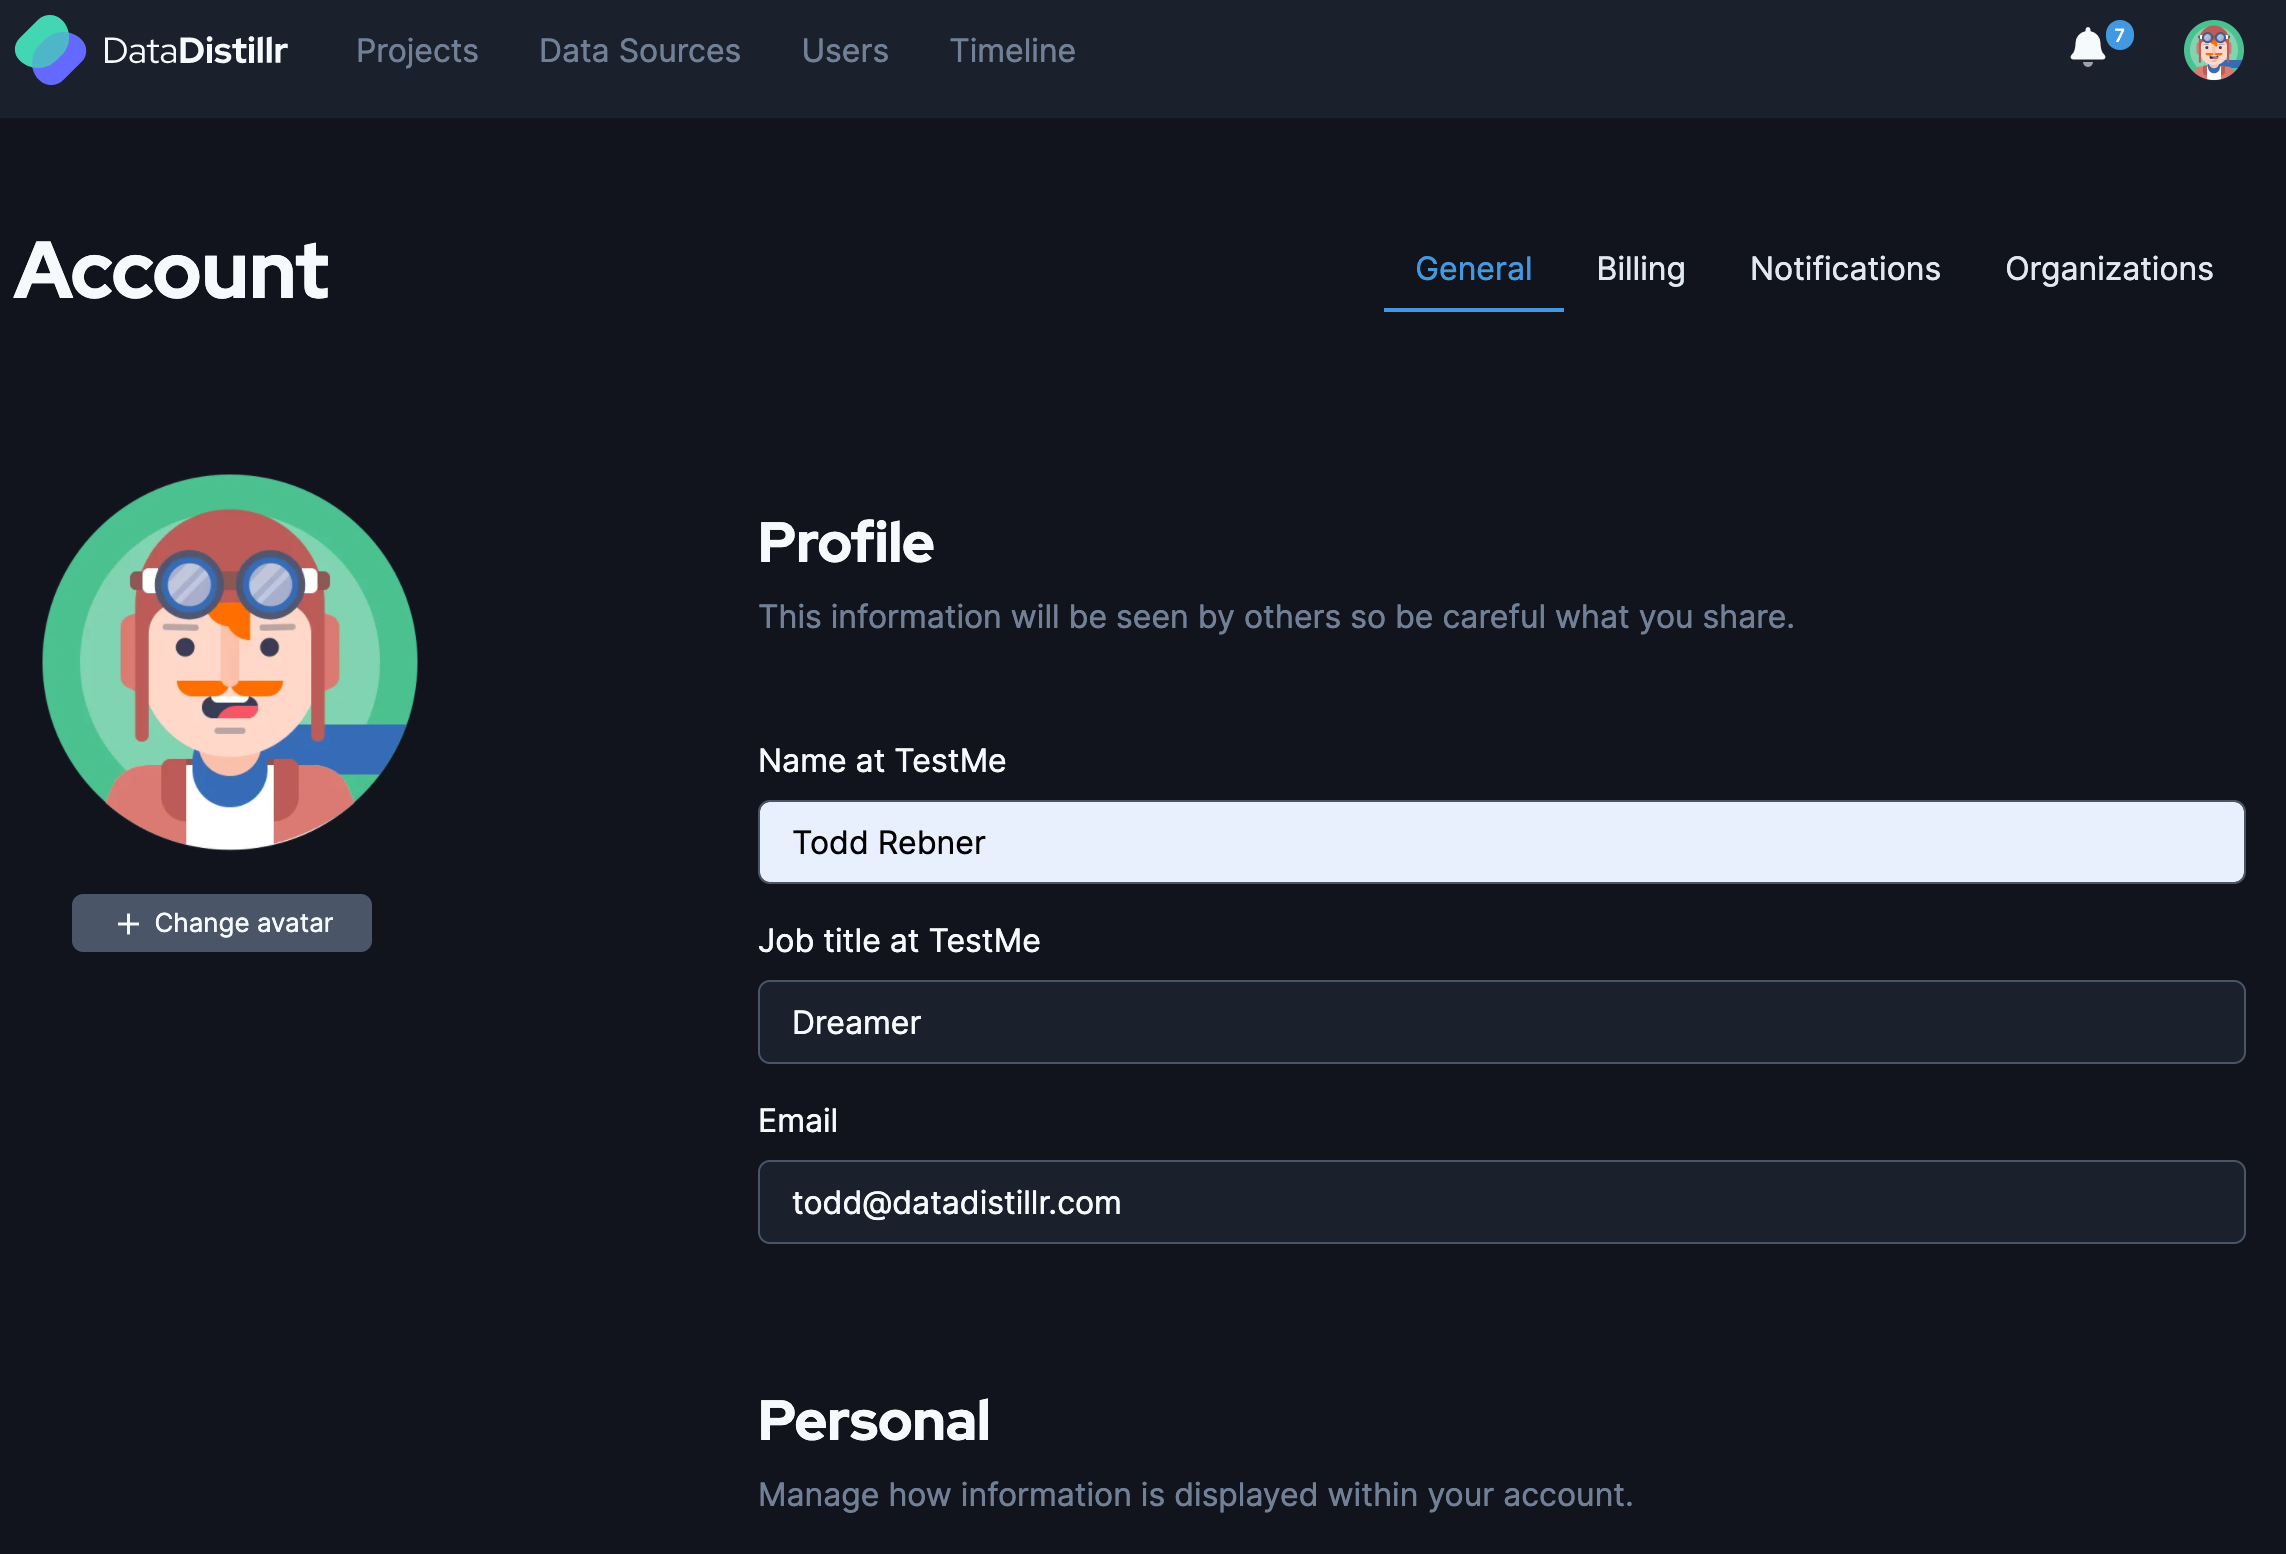 DataDistillr Projects Data Sources Users Timeline 7
Account General Billing Notifications Organizations
Profile
This information will be seen by others so be careful what you share.
Name at TestMe
Todd Rebner
+ Change avatar
Job title at TestMe
Dreamer
Email
todd@datadistillr.com
Personal
Manage how information is displayed within your account.